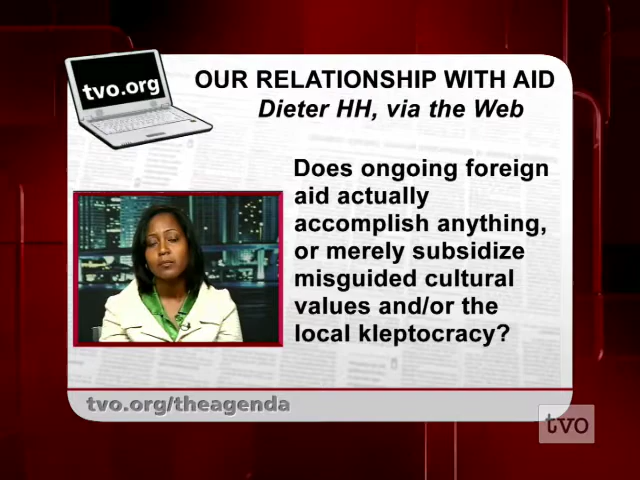 tvo.org
OUR RELATIONSHIP WITH AID
Dieter HH, via the Web
Does ongoing foreign
aid actually
accomplish anything,
or merely subsidize
misguided cultural
values and/or the
local kleptocracy?
tvo.org/theagenda
tvo